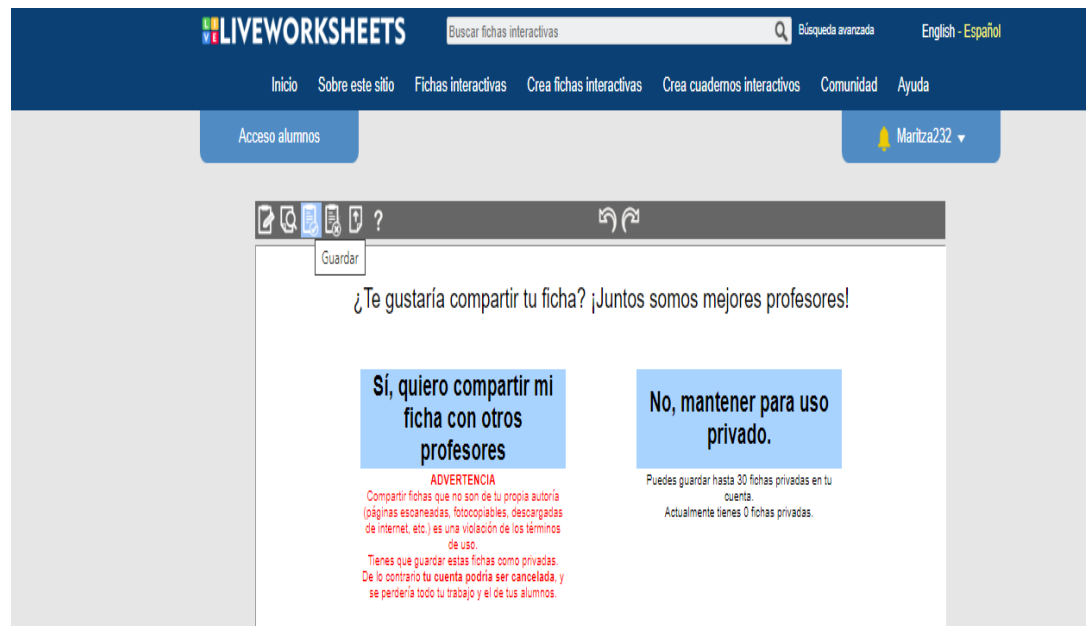 LIVEWORKSHEETS
Buscar fichas interactivas
Búsqueda avanzada
English - Español
Inicio Sobre este sitio Fichas interactivas Crea fichas interactivas Crea cuadernos interactivos Comunidad Ayuda
Acceso alumnos
Maritza232
?
Guardar
¿Te gustaría compartir tu ficha? ¡Juntos somos mejores profesores!
Sí, quiero compartir mi
ficha con otros
profesores
ADVERTENCIA
Compartir fichas que no son de tu propia autoría
(páginas escaneadas, fotocopiables, descargadas
de internet, etc.) es una violación de los términos
de uso.
Tienes que guardar estas fichas como privadas.
De lo contrario tu cuenta podría ser cancelada, y
se perdería todo tu trabajo y el de tus alumnos.
No, mantener para uso
privado.
Puedes guardar hasta 30 fichas privadas en tu
cuenta.
Actualmente tienes 0 fichas privadas.